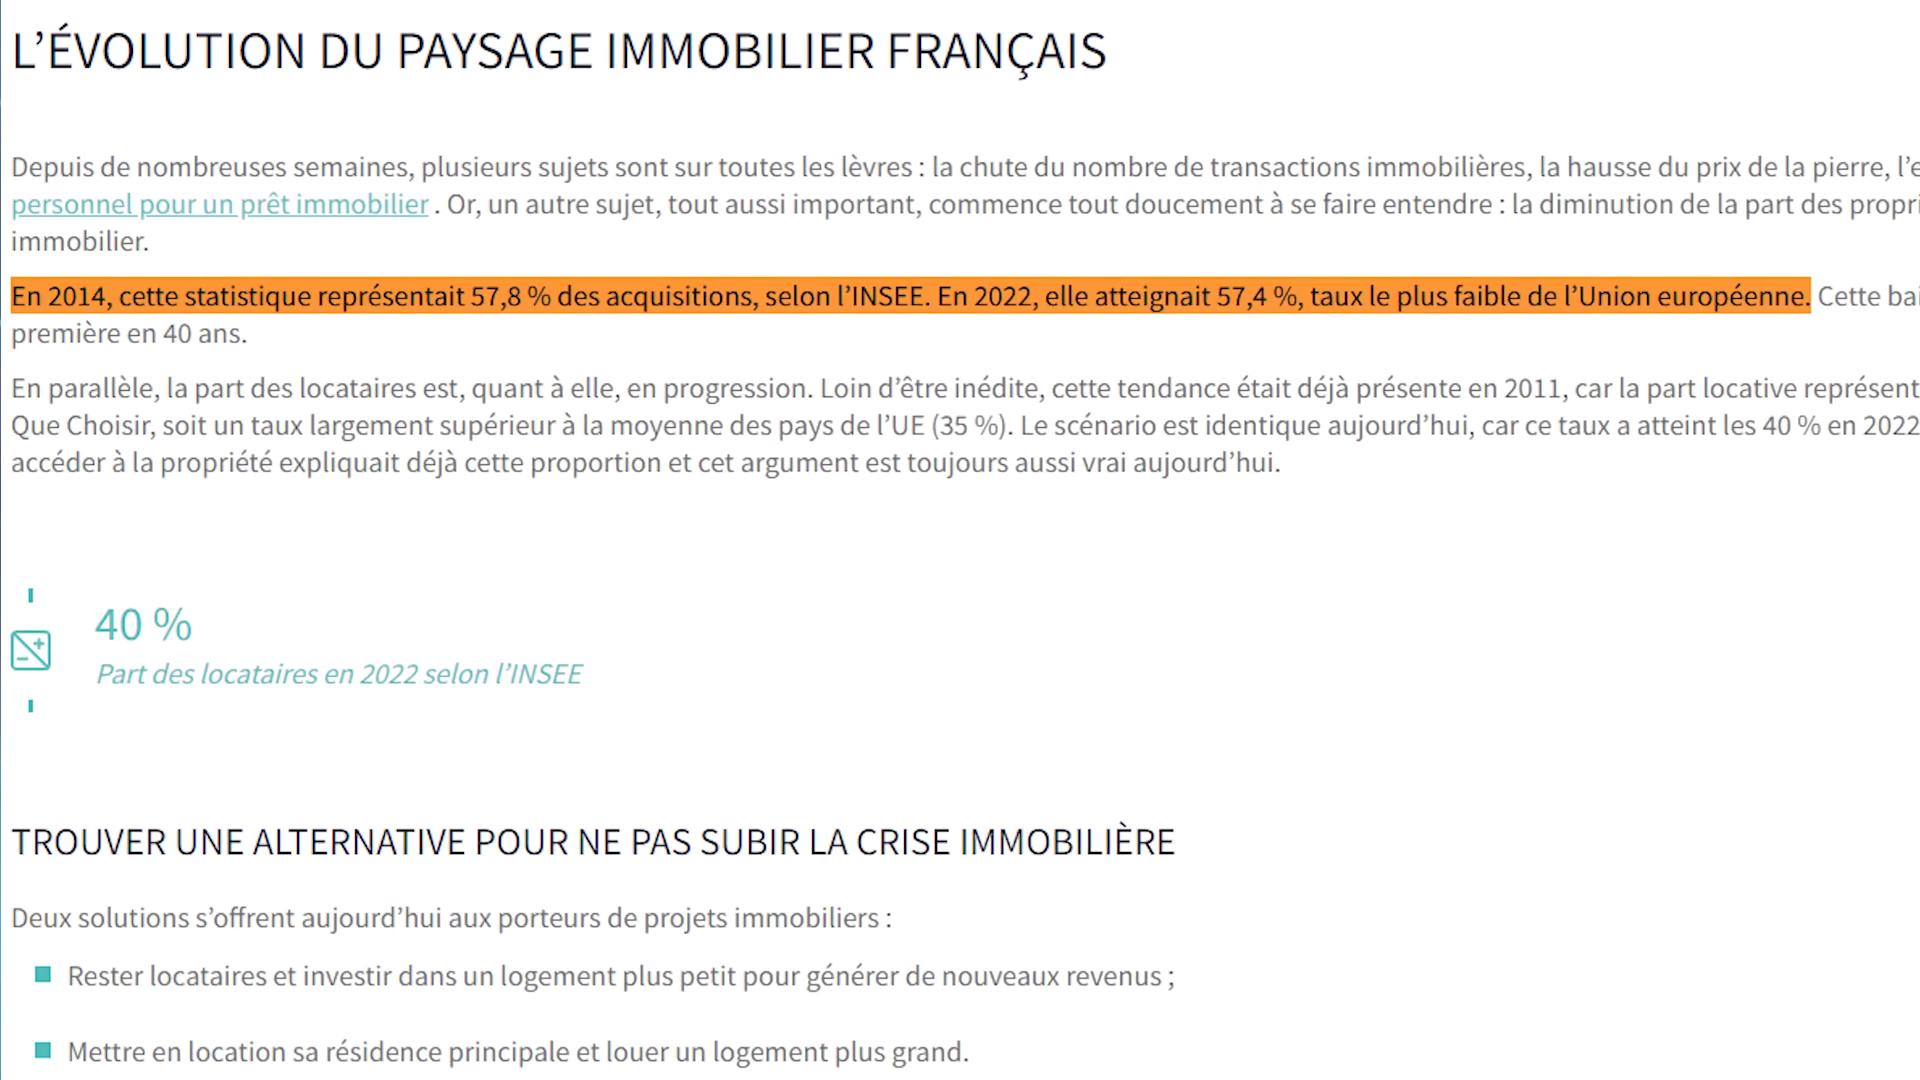 L’ÉVOLUTION DU PAYSAGE IMMOBILIER FRANÇAIS
Depuis de nombreuses semaines, plusieurs sujets sont sur toutes les lèvres : la chute du nombre de transactions immobilières, la hausse du prix de la pierre,
personnel pour un prêt immobilier . Or, un autre sujet, tout aussi important, commence tout doucement à se faire entendre : la diminution de la part des
immobilier.
En 2014, cette statistique représentait 57,8 % des acquisitions, selon l’INSEE. En 2022, elle atteignait 57,4 %, taux le plus faible de l’Union européenne. Cette
première en 40 ans.
En parallèle, la part des locataires est, quant à elle, en progression. Loin d’être inédite, cette tendance était déjà présente en 2011, car la part locative
Que Choisir, soit un taux largement supérieur à la moyenne des pays de l’UE (35 %). Le scénario est identique aujourd’hui, car ce taux a atteint les 40 % en 2022
accéder à la propriété expliquait déjà cette proportion et cet argument est toujours aussi vrai aujourd’hui.
40 %
Part des locataires en 2022 selon l’INSEE
TROUVER UNE ALTERNATIVE POUR NE PAS SUBIR LA CRISE IMMOBILIÈRE
Deux solutions s’offrent aujourd’hui aux porteurs de projets immobiliers :
Rester locataires et investir dans un logement plus petit pour générer de nouveaux revenus ;
Mettre en location sa résidence principale et louer un logement plus grand.